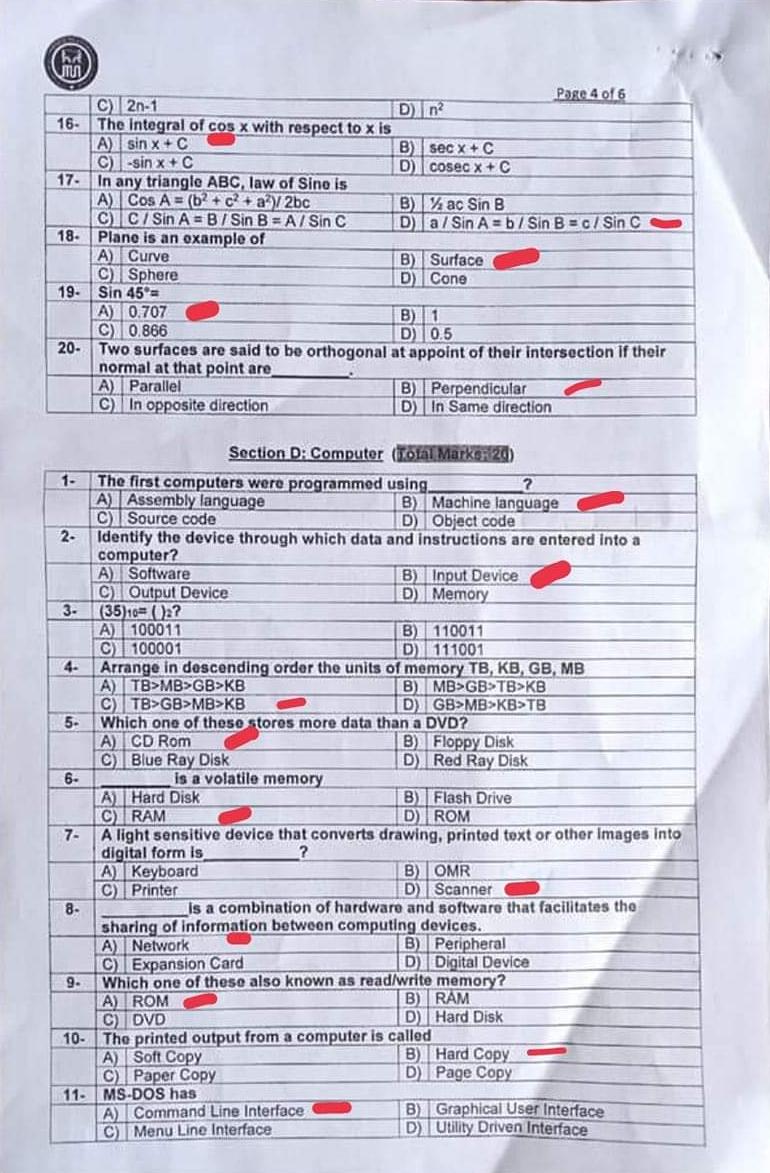 Page 4 of 6
C) 2n-1 D) n²
16- The integral of cos x with respect to x is
A) sin x + C B) sec x + C
C) -sin x + C D) cosec x + C
17- In any triangle ABC, law of Sine is
A) Cos A = (b² + c² + a²)/ 2bc B) ½ ac Sin B
C) C / Sin A = B / Sin B = A / Sin C D) a / Sin A = b / Sin B = c / Sin C
18- Plane is an example of
A) Curve B) Surface
C) Sphere D) Cone
19- Sin 45°=
A) 0.707 B) 1
C) 0.866 D) 0.5
20- Two surfaces are said to be orthogonal at appoint of their intersection if their
normal at that point are__________.
A) Parallel B) Perpendicular
C) In opposite direction D) In Same direction
Section D: Computer (Total Marks: 20)
1- The first computers were programmed using____________?
A) Assembly language B) Machine language
C) Source code D) Object code
2- Identify the device through which data and instructions are entered into a
computer?
A) Software B) Input Device
C) Output Device D) Memory
3- (35)₁₀= ( )₂?
A) 100011 B) 110011
C) 100001 D) 111001
4- Arrange in descending order the units of memory TB, KB, GB, MB
A) TB>MB>GB>KB B) MB>GB>TB>KB
C) TB>GB>MB>KB D) GB>MB>KB>TB
5- Which one of these stores more data than a DVD?
A) CD Rom B) Floppy Disk
C) Blue Ray Disk D) Red Ray Disk
6- _________ is a volatile memory
A) Hard Disk B) Flash Drive
C) RAM D) ROM
7- A light sensitive device that converts drawing, printed text or other images into
digital form is____________?
A) Keyboard B) OMR
C) Printer D) Scanner
8- ___________is a combination of hardware and software that facilitates the
sharing of information between computing devices.
A) Network B) Peripheral
C) Expansion Card D) Digital Device
9- Which one of these also known as read/write memory?
A) ROM B) RAM
C) DVD D) Hard Disk
10- The printed output from a computer is called
A) Soft Copy B) Hard Copy
C) Paper Copy D) Page Copy
11- MS-DOS has
A) Command Line Interface B) Graphical User Interface
C) Menu Line Interface D) Utility Driven Interface